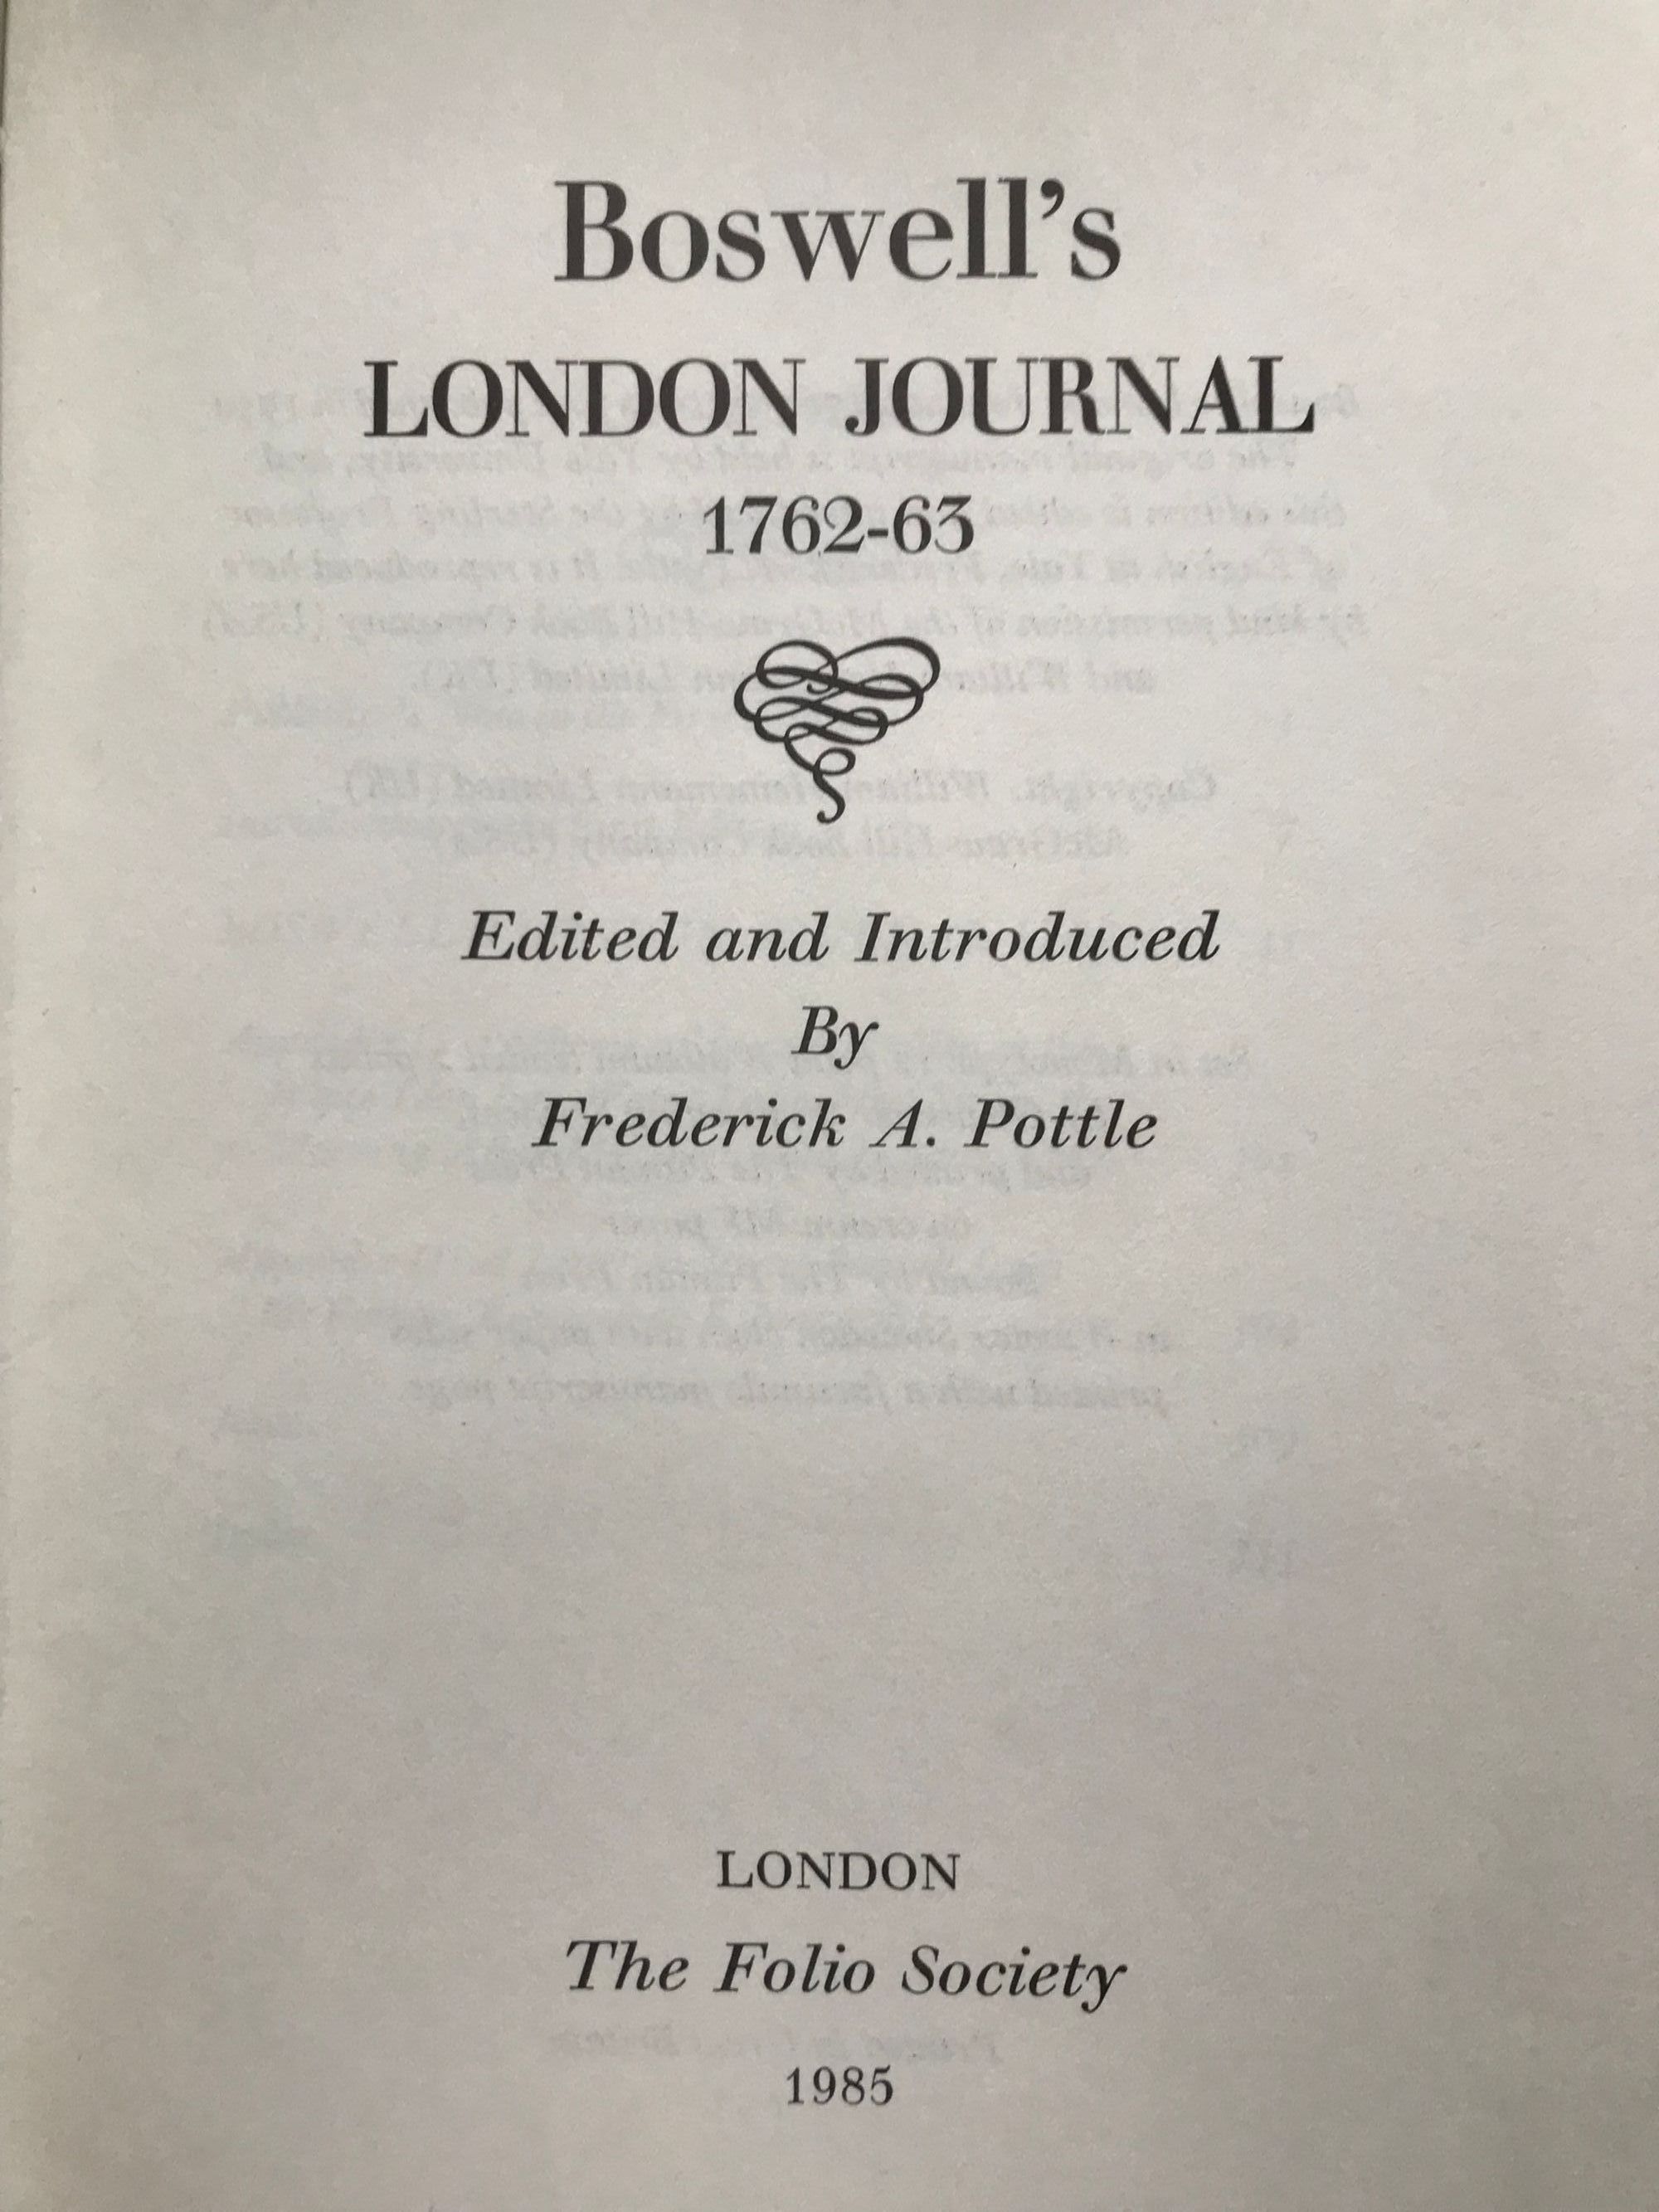 Boswell's
LONDON JOURNAL
1762-63
Edited and Introduced
By
Frederick A. Pottle
LONDON
The Folio Society
1985